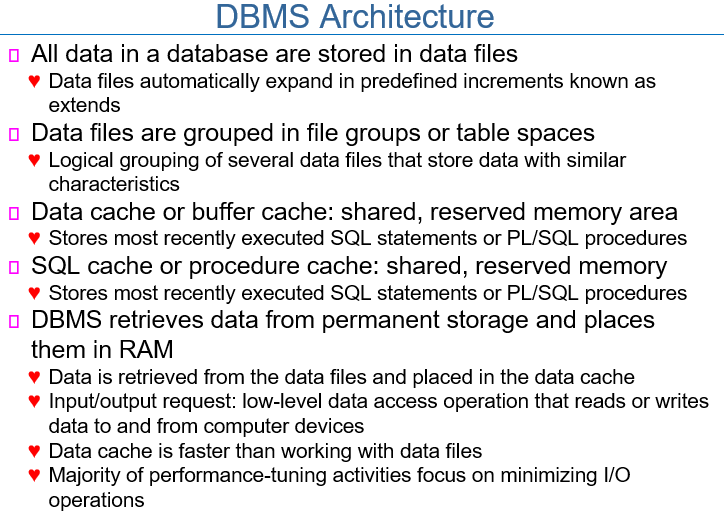 DBMS Architecture
All data in a database are stored in data files
Data files automatically expand in predefined increments known as
extends
Data files are grouped in file groups or table spaces
Logical grouping of several data files that store data with similar
characteristics
Data cache or buffer cache: shared, reserved memory area
Stores most recently executed SQL statements or PL/SQL procedures
SQL cache or procedure cache: shared, reserved memory
Stores most recently executed SQL statements or PL/SQL procedures
DBMS retrieves data from permanent storage and places
them in RAM
Data is retrieved from the data files and placed in the data cache
Input/output request: low-level data access operation that reads or writes
data to and from computer devices
Data cache is faster than working with data files
Majority of performance-tuning activities focus on minimizing I/O
operations